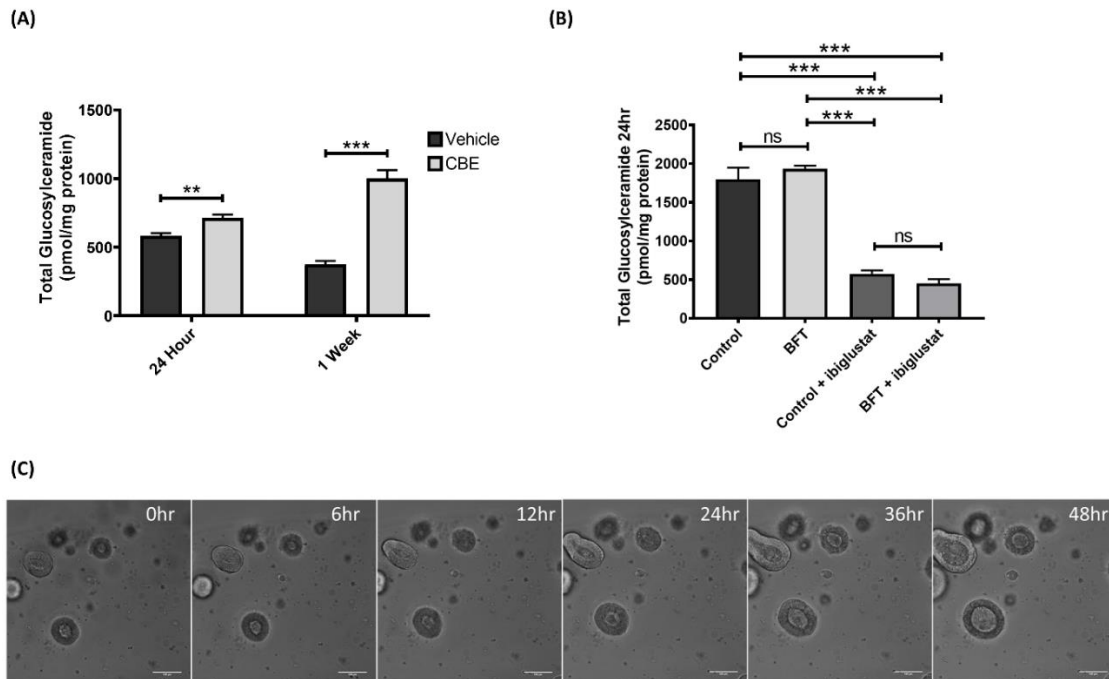 (A)
Total Glucosylceramide
(pmol/mg protein)
1500
1000
500
0
**
***
Vehicle
CBE
24 Hour
1 Week
(B)
Total Glucosylceramide 24hr
(pmol/mg protein)
2500
2000
1500
1000
500
0
***
***
***
***
ns
ns
Control
BFT
Control + ibiglustat
BFT + ibiglustat
(C)
0hr
6hr
12hr
24hr
36hr
48hr